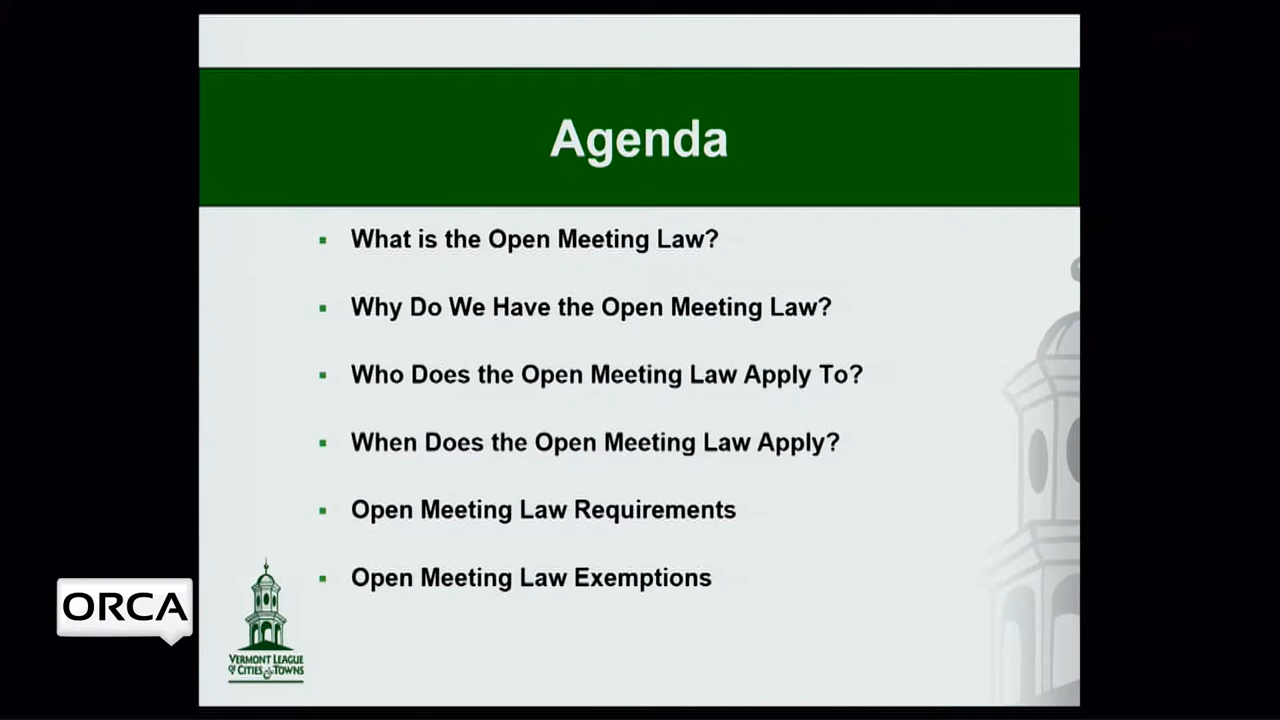 Agenda
What is the Open Meeting Law?
Why Do We Have the Open Meeting Law?
Who Does the Open Meeting Law Apply To?
When Does the Open Meeting Law Apply?
Open Meeting Law Requirements
Open Meeting Law Exemptions
ORCA
VERMONT LEAGUE
OF CITIES & TOWNS